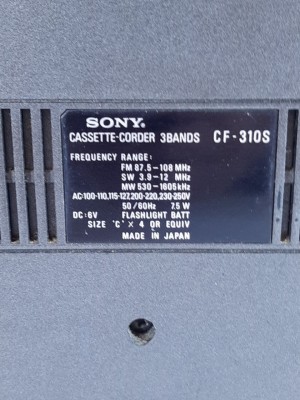 SONY.
CASSETTE-CORDER 3BANDS CF-310S
FREQUENCY RANGE:
FM 87.5-108 MHz
SW 3.9-12 MHz
MW 530-1605kHz
AC:100-110,115-127,200-220,230-250V
50/60Hz 7.5 W
DC:6V FLASHLIGHT BATT
SIZE 'C' × 4 OR EQUIV
MADE IN JAPAN